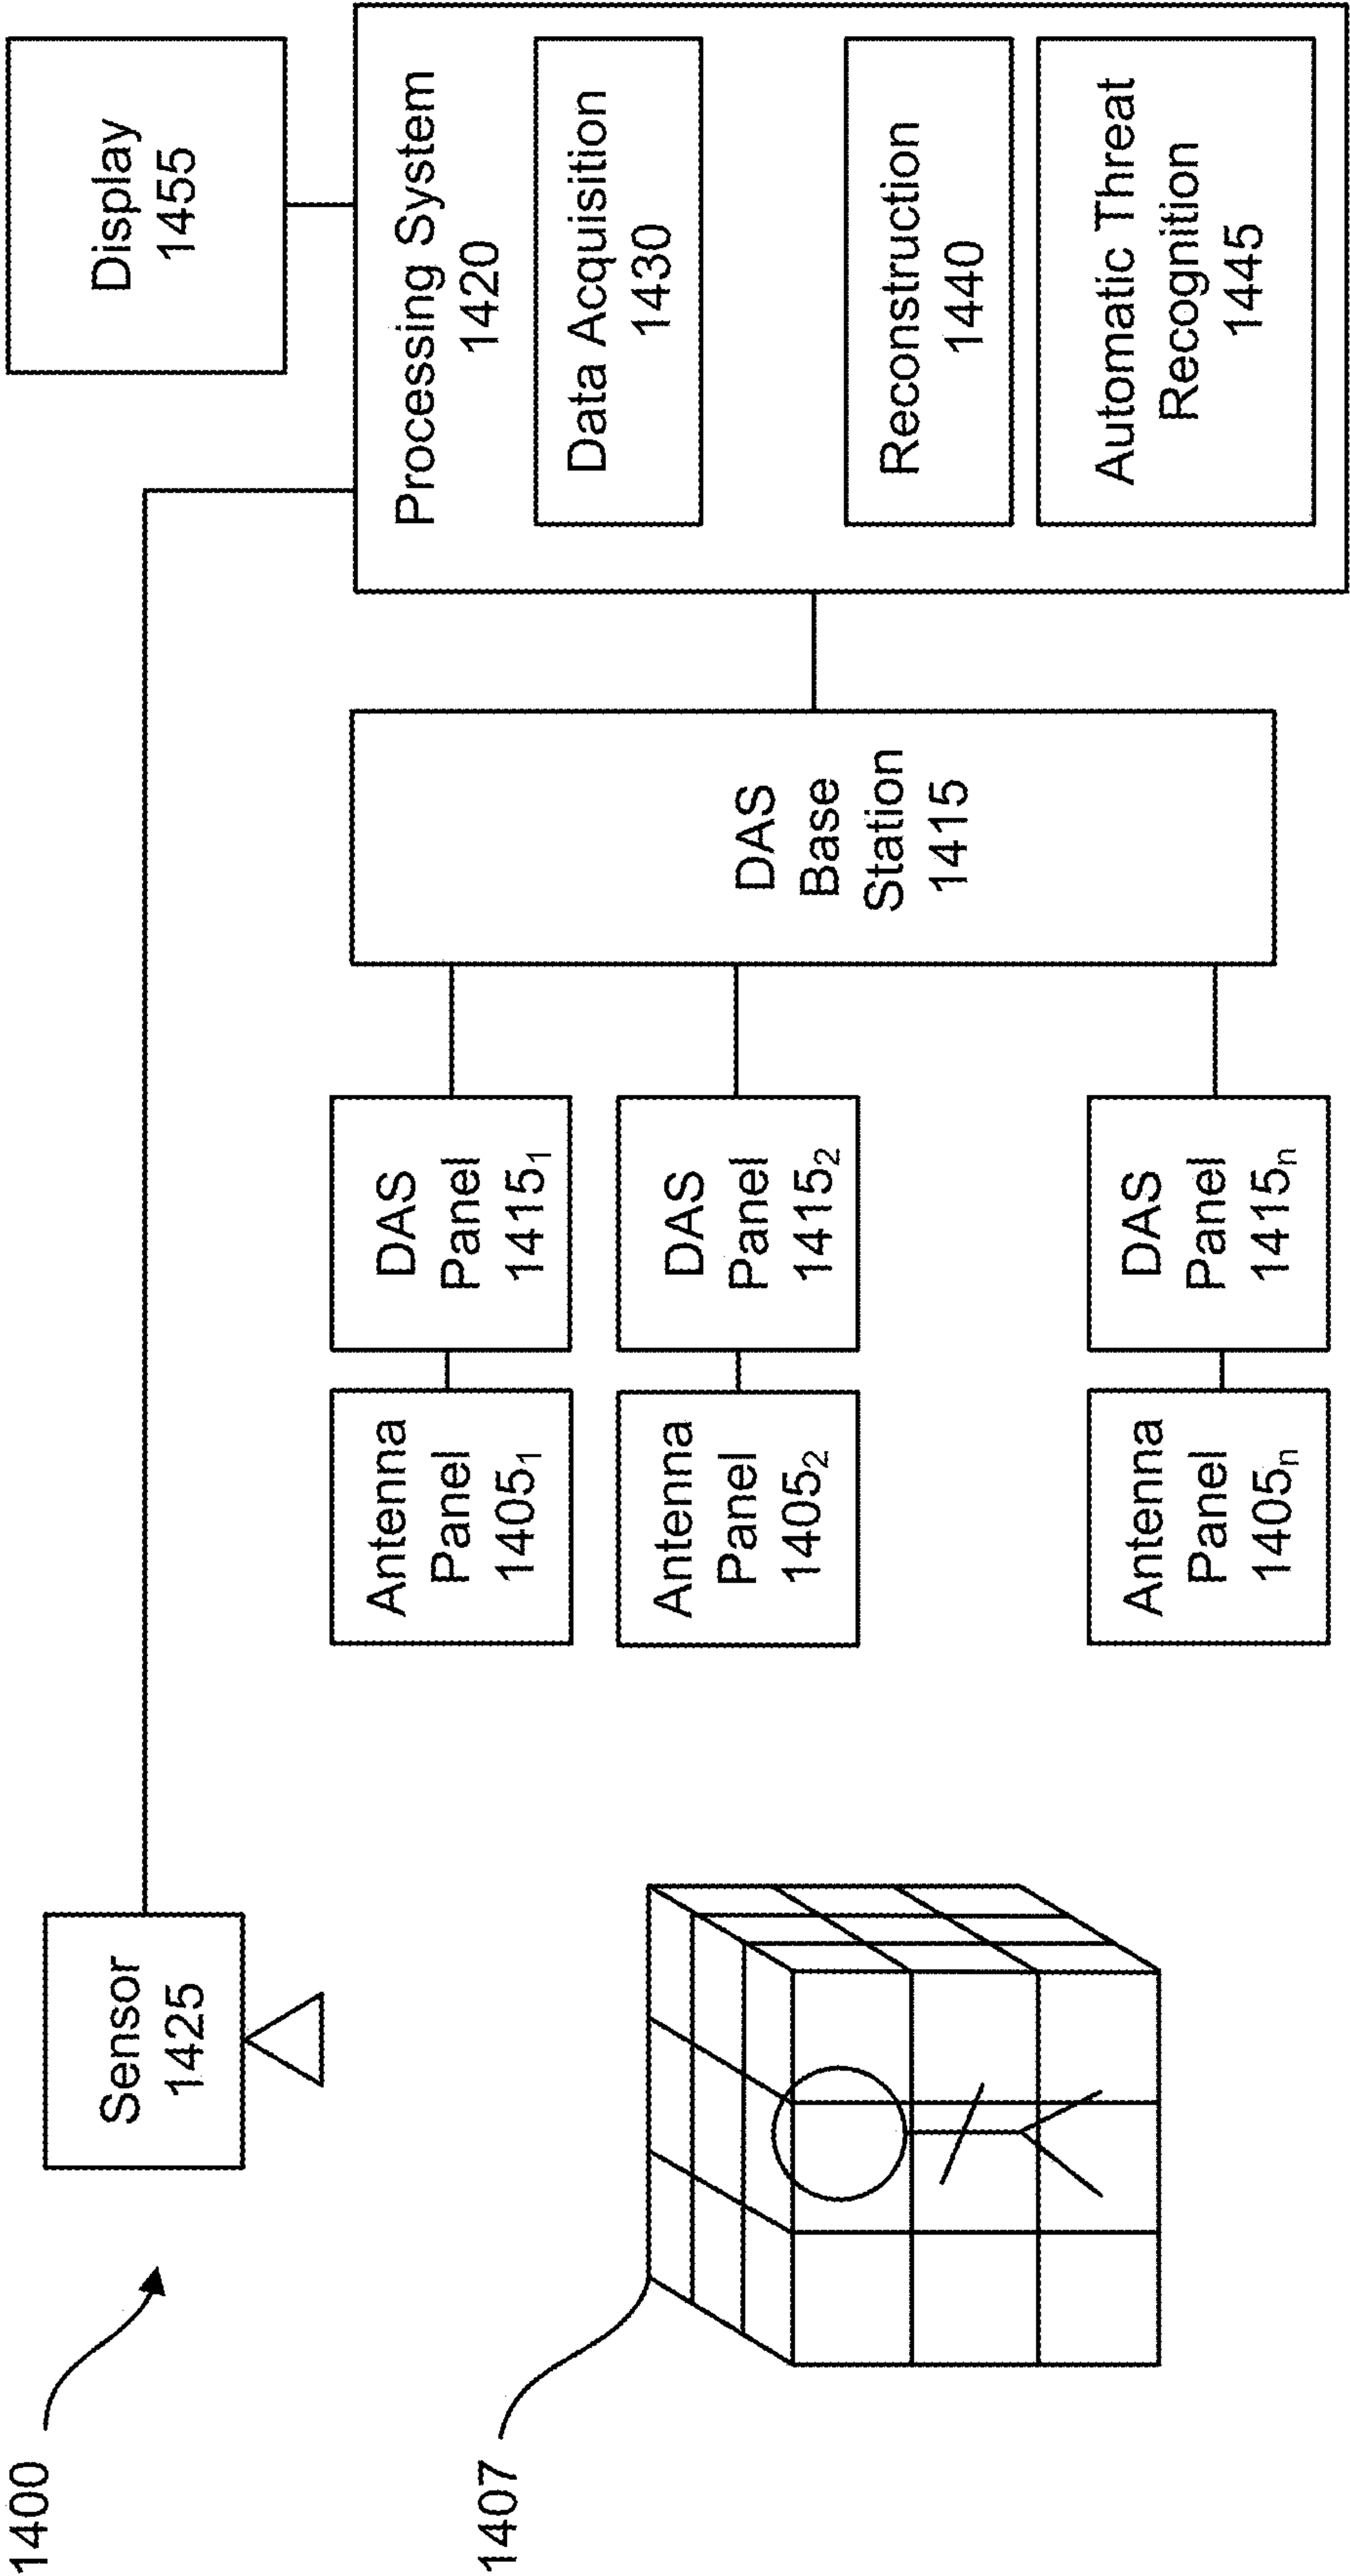 1400
Sensor
1425
Display
1455
1407
Antenna
Panel
1405₁
DAS
Panel
1415₁
Antenna
Panel
1405₂
DAS
Panel
1415₂
Antenna
Panel
1405ₙ
DAS
Panel
1415ₙ
DAS
Base
Station
1415
Processing System
1420
Data Acquisition
1430
Reconstruction
1440
Automatic Threat
Recognition
1445